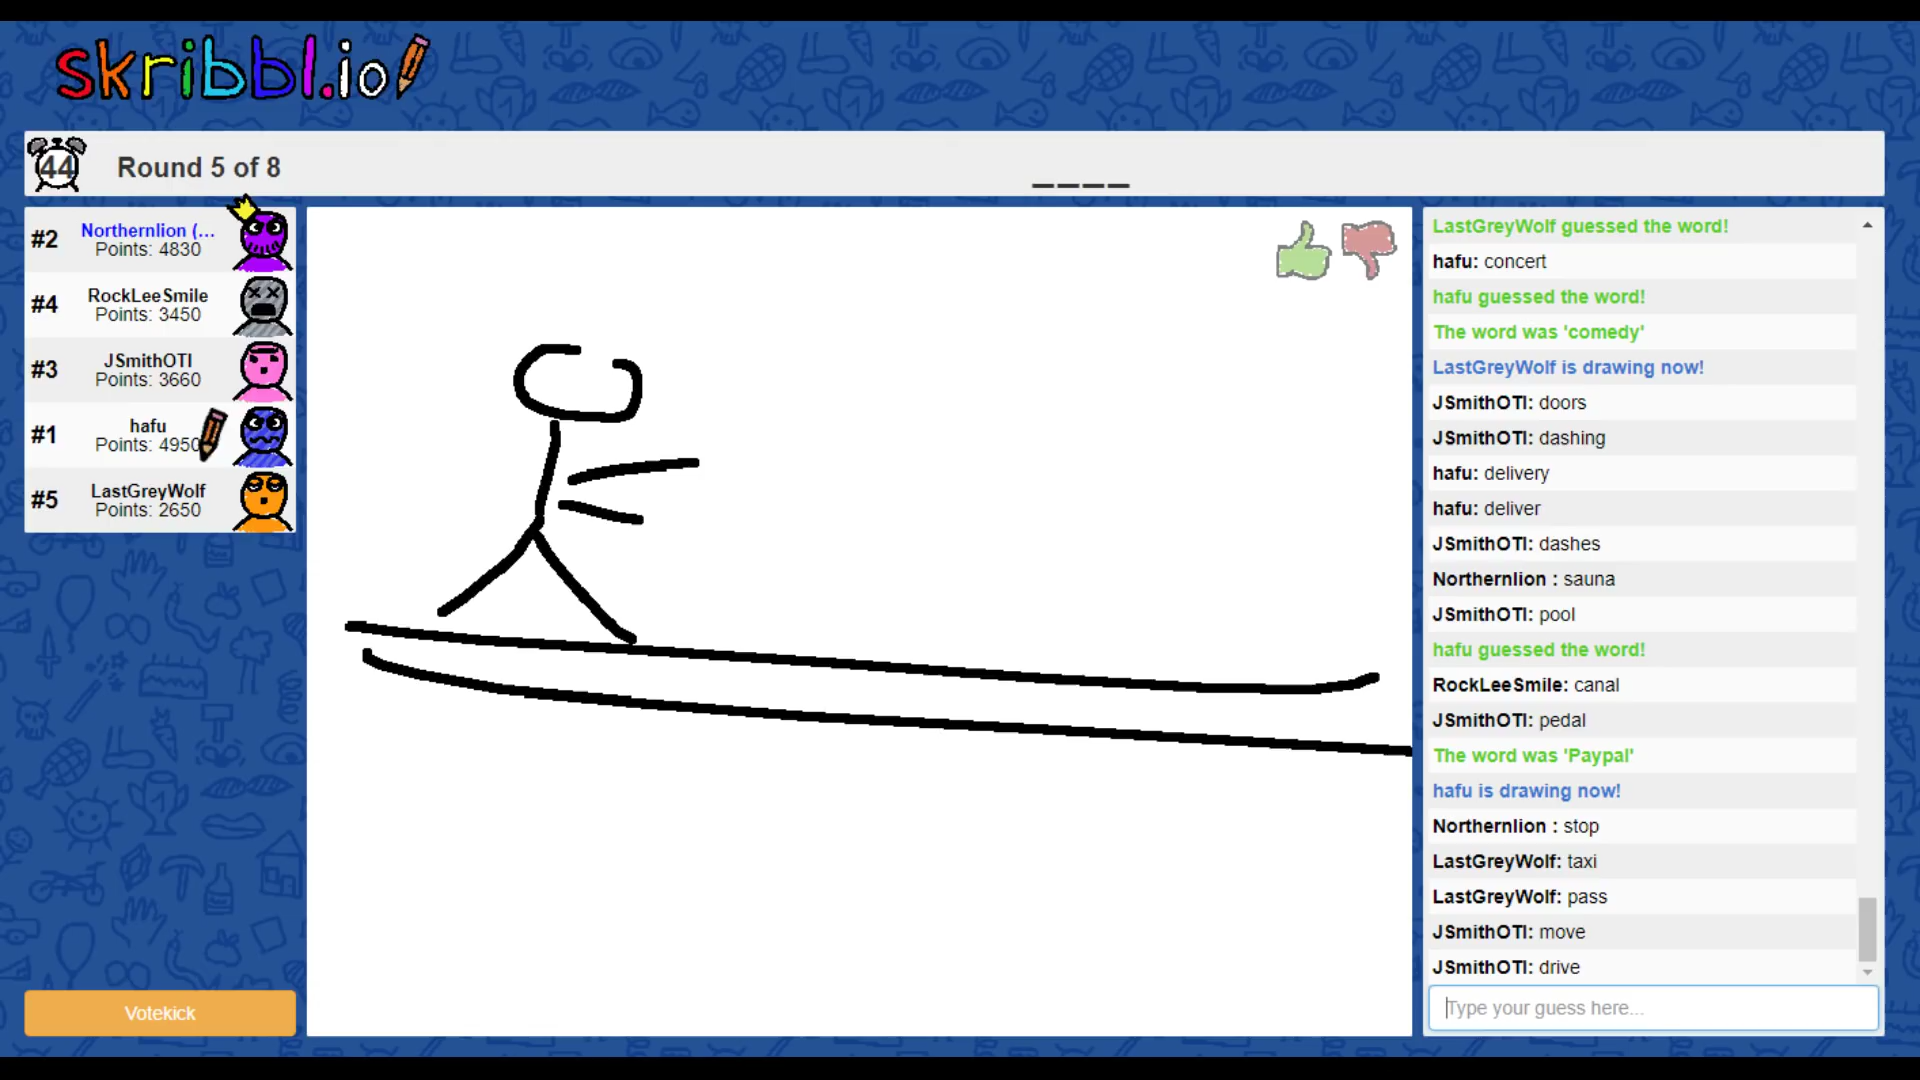 skribbl.io
44
Round 5 of 8
____
#2
Northernlion (...
Points: 4830
#4
RockLeeSmile
Points: 3450
#3
JSmithOTI
Points: 3660
#1
hafu
Points: 4950
#5
LastGreyWolf
Points: 2650
Votekick
LastGreyWolf guessed the word!
hafu: concert
hafu guessed the word!
The word was 'comedy'
LastGreyWolf is drawing now!
JSmithOTI: doors
JSmithOTI: dashing
hafu: delivery
hafu: deliver
JSmithOTI: dashes
Northernlion : sauna
JSmithOTI: pool
hafu guessed the word!
RockLeeSmile: canal
JSmithOTI: pedal
The word was 'Paypal'
hafu is drawing now!
Northernlion : stop
LastGreyWolf: taxi
LastGreyWolf: pass
JSmithOTI: move
JSmithOTI: drive
Type your guess here...